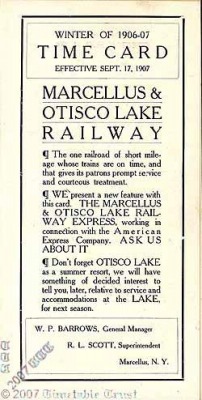 WINTER OF 1906-07
TIME CARD
EFFECTIVE SEPT. 17, 1907
MARCELLUS &
OTISCO LAKE
RAILWAY
¶ The one railroad of short mile-
age whose trains are on time, and
that gives its patrons prompt service
and courteous treatment.
¶ WE present a new feature with
this card. THE MARCELLUS
& OTISCO LAKE RAIL-
WAY EXPRESS, working in
connection with the American
Express Company. ASK US
ABOUT IT
¶ Don't forget OTISCO LAKE
as a summer resort, we will have
something of decided interest to
tell you, later, relative to service and
accommodations at the LAKE,
for next season.
W. P. BARROWS, General Manager
R. L. SCOTT, Superintendent
Marcellus, N. Y.
©2007 Timetable Trust